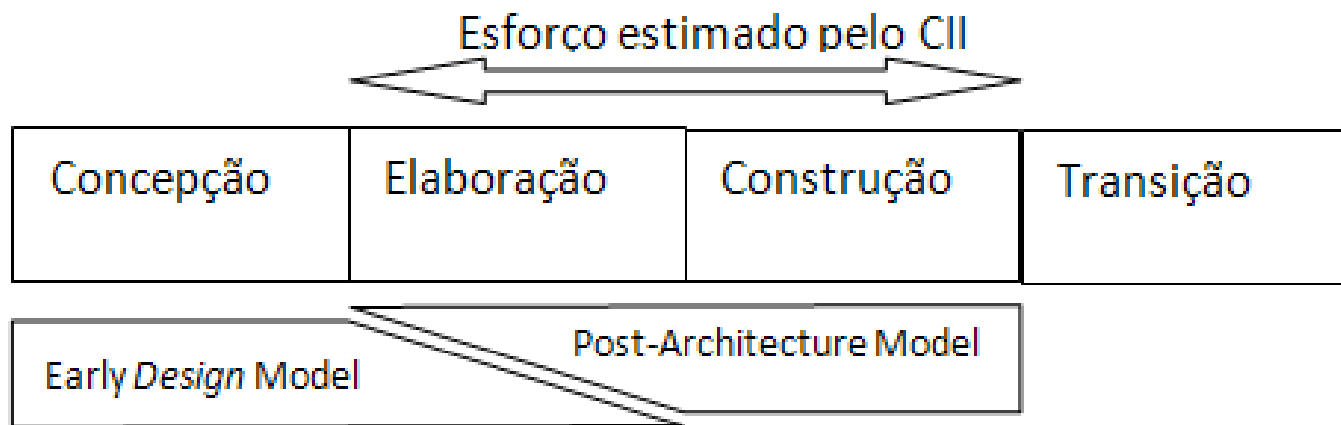 Esforço estimado pelo CII
Concepção
Elaboração
Construção
Transição
Post-Architecture Model
Early Design Model